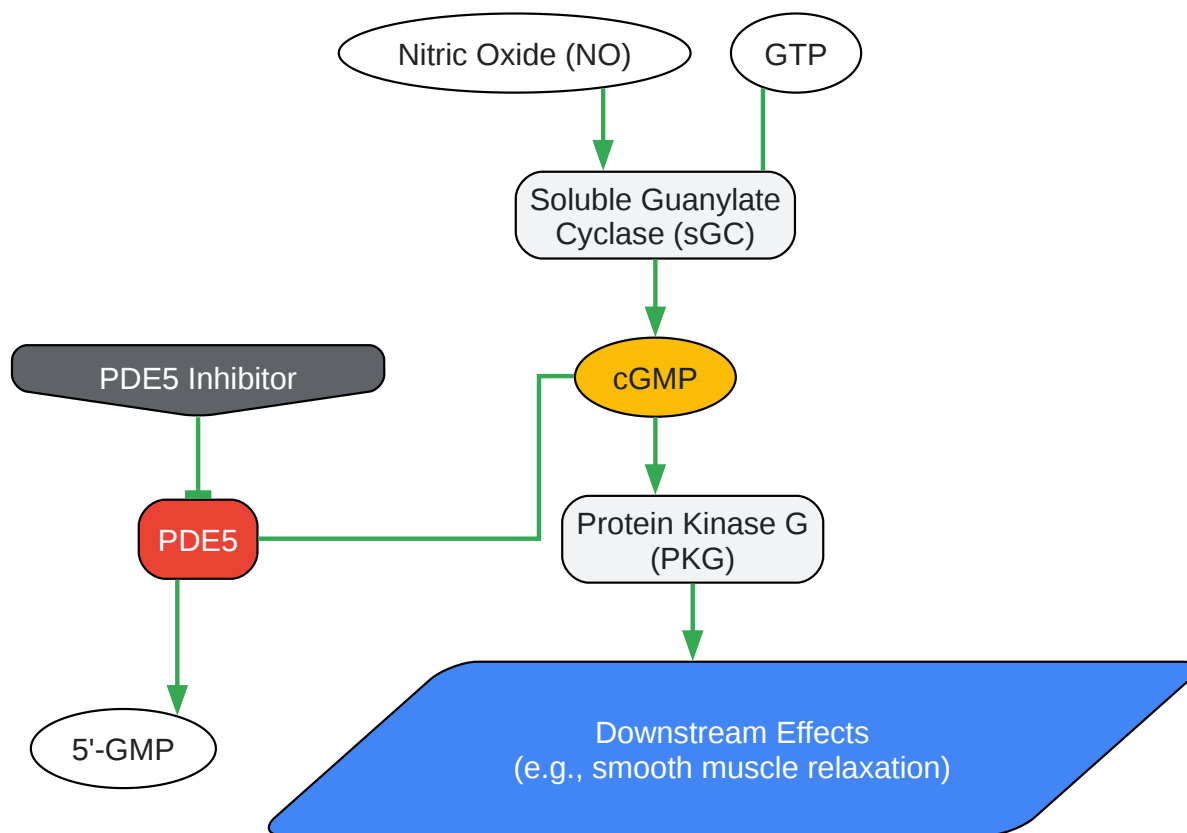 Nitric Oxide (NO)
GTP
Soluble Guanylate
Cyclase (sGC)
PDE5 Inhibitor
cGMP
PDE5
Protein Kinase G
(PKG)
5'-GMP
Downstream Effects
(e.g., smooth muscle relaxation)